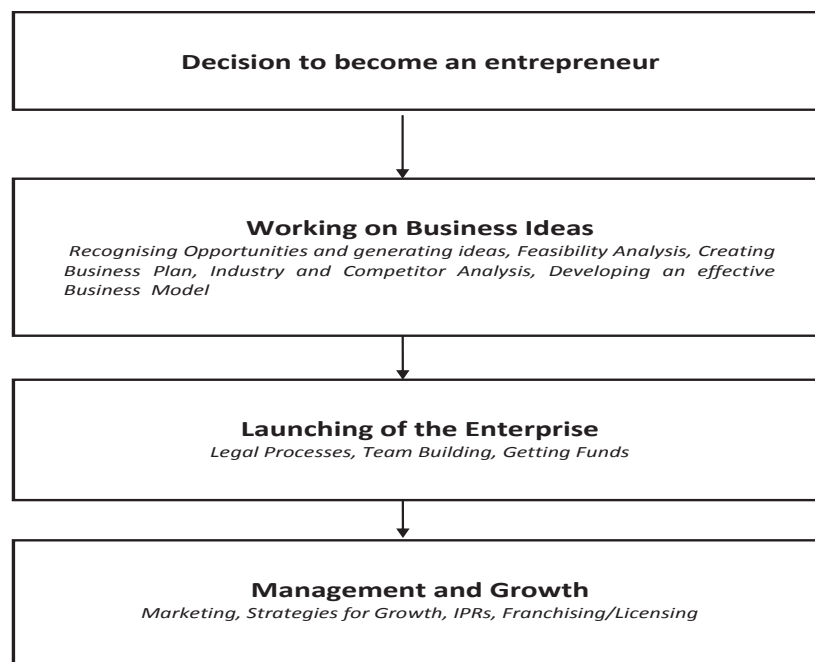 Decision to become an entrepreneur
Working on Business Ideas
Recognising Opportunities and generating ideas, Feasibility Analysis, Creating
Business Plan, Industry and Competitor Analysis, Developing an effective
Business Model
Launching of the Enterprise
Legal Processes, Team Building, Getting Funds
Management and Growth
Marketing, Strategies for Growth, IPRs, Franchising/Licensing